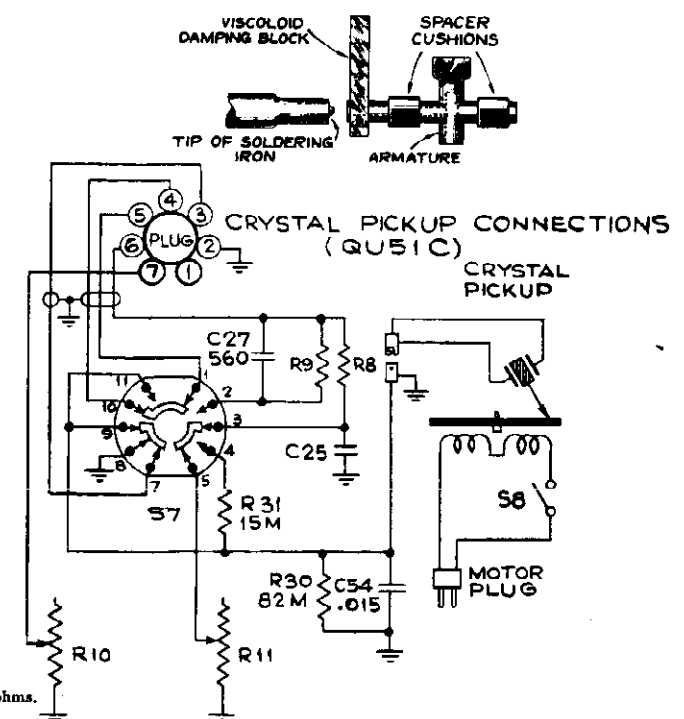 VISCOLOID
DAMPING BLOCK
SPACER
CUSHIONS
TIP OF SOLDERING
IRON
ARMATURE
4
5
3
6
PLUG
2
7
1
CRYSTAL PICKUP CONNECTIONS
(QU51C)
CRYSTAL
PICKUP
C27
560
R9
R8
11
1
10
2
9
3
8
4
7
5
C25
S7
R31
15M
S8
R30
82M
C54
.015
MOTOR
PLUG
R10
R11
ohms.